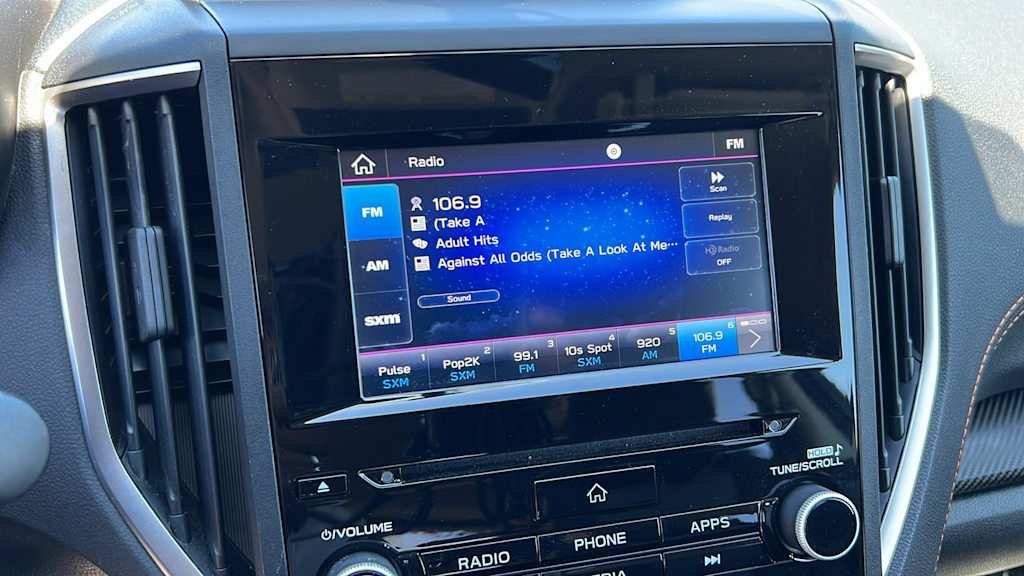 Radio
FM
FM
AM
SXM
106.9
(Take A
Adult Hits
Against All Odds (Take A Look At Me···
Sound
Scan
Replay
HD Radio
OFF
1
Pulse
SXM
2
Pop2K
SXM
3
99.1
FM
4
10s Spot
SXM
5
920
AM
6
106.9
FM
HOLD
TUNE/SCROLL
/VOLUME
RADIO
PHONE
APPS
MEDIA